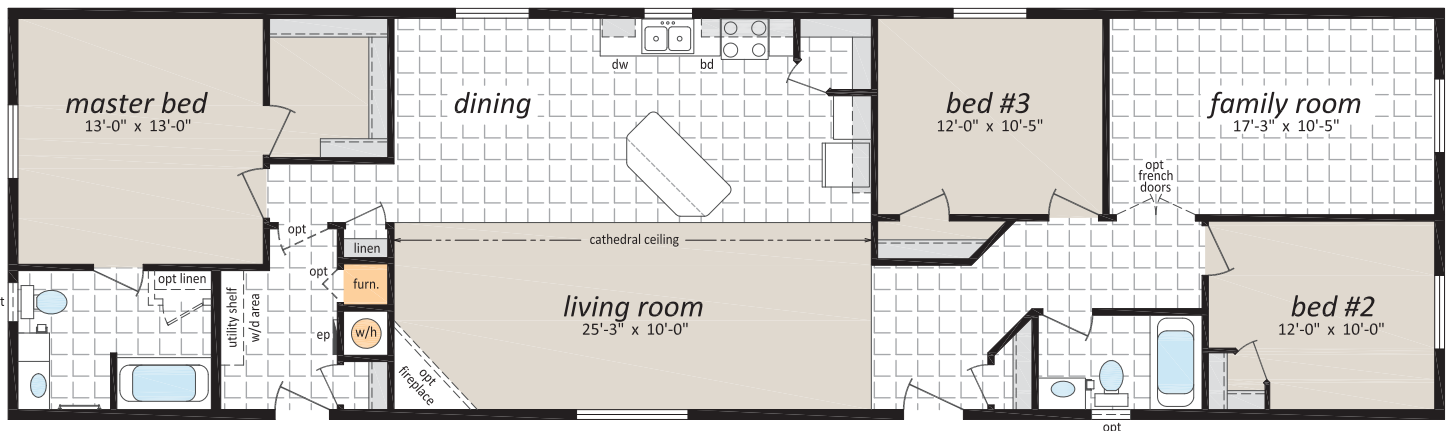 master bed
13'-0" x 13'-0"
dining
dw
bd
bed #3
12'-0" x 10'-5"
family room
17'-3" x 10'-5"
opt
french
doors
opt
linen
cathedral ceiling
opt
furn.
opt linen
utility shelf
w/d area
ep
w/h
living room
25'-3" x 10'-0"
opt
fireplace
bed #2
12'-0" x 10'-0"
t
opt